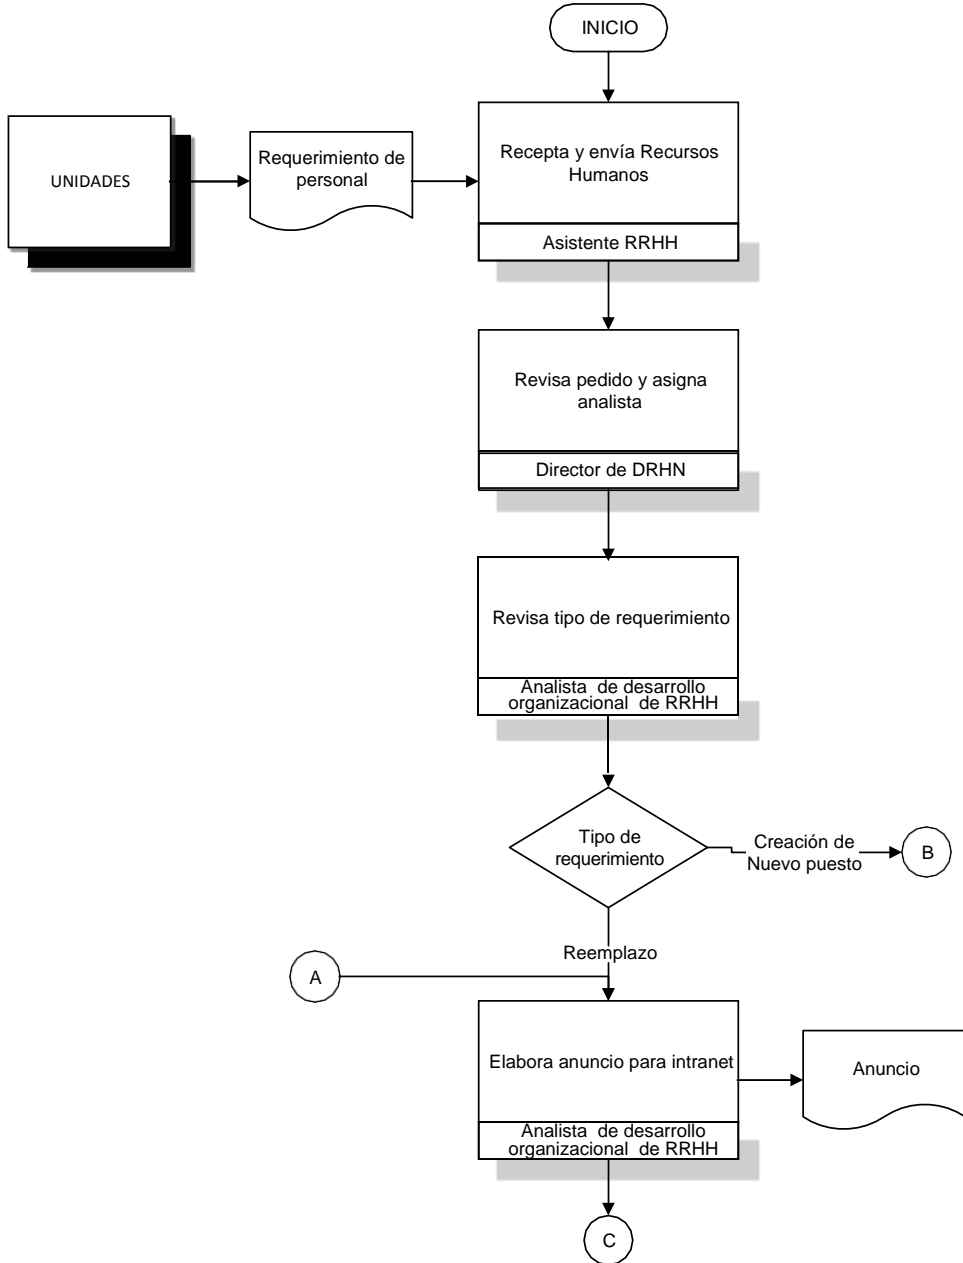 INICIO
UNIDADES
Requerimiento de
personal
Recepta y envía Recursos
Humanos
Asistente RRHH
Revisa pedido y asigna
analista
Director de DRHN
Revisa tipo de requerimiento
Analista de desarrollo
organizacional de RRHH
Tipo de
requerimiento
Creación de
Nuevo puesto
B
Reemplazo
A
Elabora anuncio para intranet
Anuncio
Analista de desarrollo
organizacional de RRHH
C